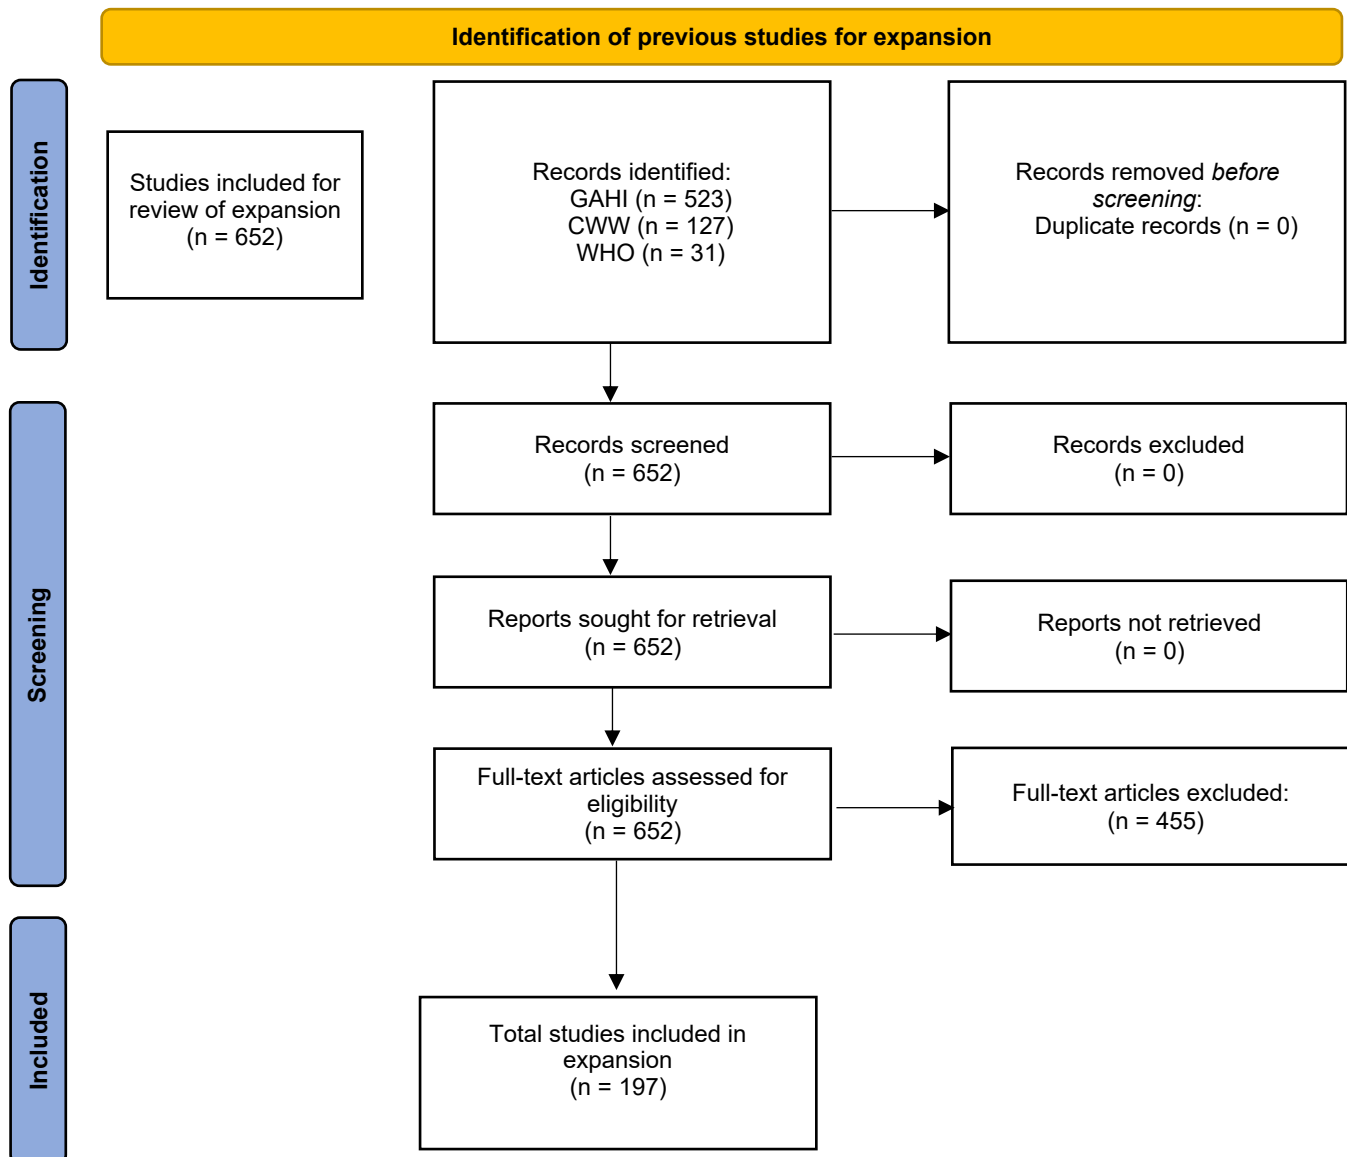 Identification of previous studies for expansion
Identification
Studies included for
review of expansion
(n = 652)
Records identified:
GAHI (n = 523)
CWW (n = 127)
WHO (n = 31)
Records removed before
screening:
Duplicate records (n = 0)
Screening
Records screened
(n = 652)
Records excluded
(n = 0)
Reports sought for retrieval
(n = 652)
Reports not retrieved
(n = 0)
Full-text articles assessed for
eligibility
(n = 652)
Full-text articles excluded:
(n = 455)
Included
Total studies included in
expansion
(n = 197)